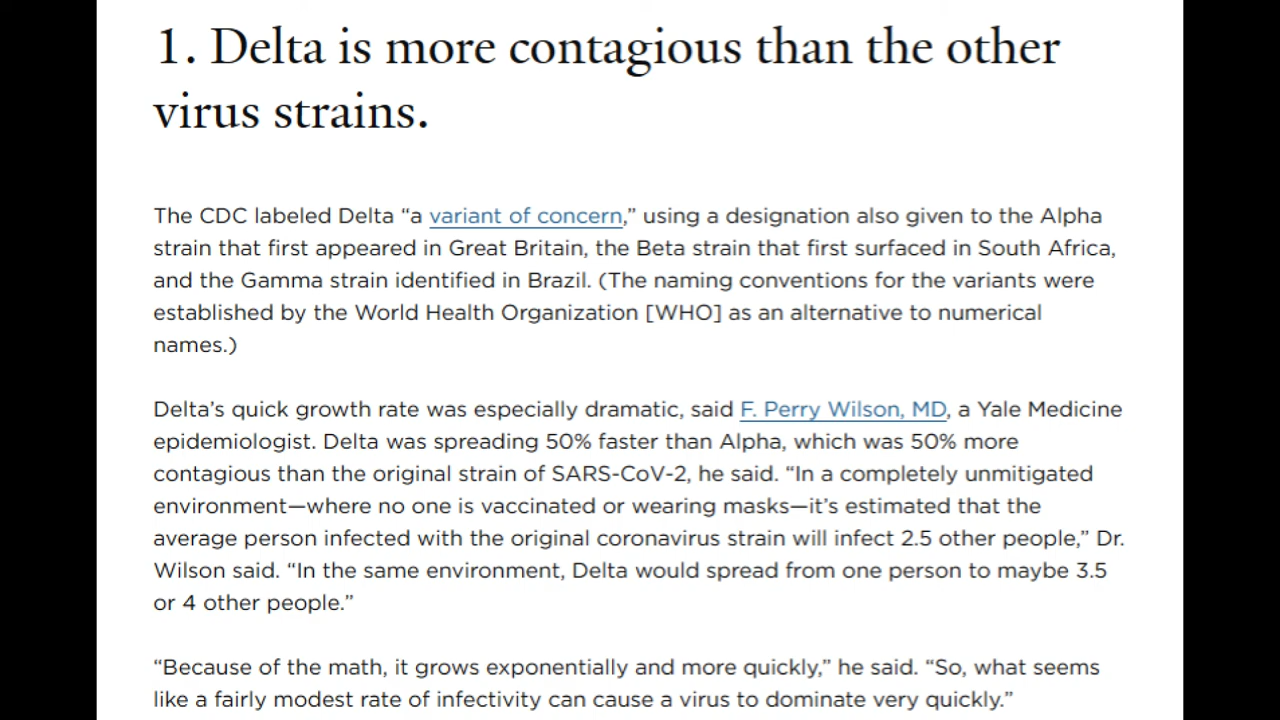 1. Delta is more contagious than the other
virus strains.
The CDC labeled Delta “a variant of concern,” using a designation also given to the Alpha
strain that first appeared in Great Britain, the Beta strain that first surfaced in South Africa,
and the Gamma strain identified in Brazil. (The naming conventions for the variants were
established by the World Health Organization [WHO] as an alternative to numerical
names.)
Delta’s quick growth rate was especially dramatic, said F. Perry Wilson, MD, a Yale Medicine
epidemiologist. Delta was spreading 50% faster than Alpha, which was 50% more
contagious than the original strain of SARS-CoV-2, he said. “In a completely unmitigated
environment—where no one is vaccinated or wearing masks—it’s estimated that the
average person infected with the original coronavirus strain will infect 2.5 other people,” Dr.
Wilson said. “In the same environment, Delta would spread from one person to maybe 3.5
or 4 other people.”
“Because of the math, it grows exponentially and more quickly,” he said. “So, what seems
like a fairly modest rate of infectivity can cause a virus to dominate very quickly.”